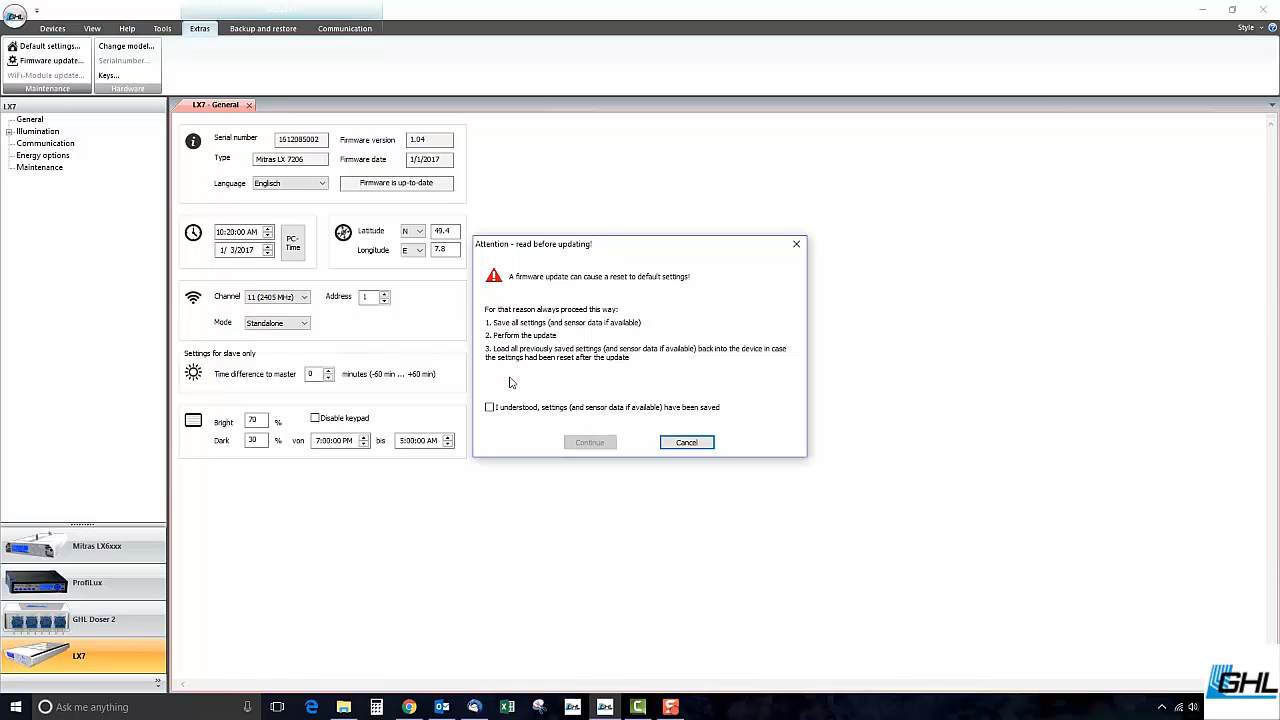 GHL
Devices View Help Tools Extras Backup and restore Communication Style
Default settings... Change model...
Firmware update... Serialnumber...
WiFi-Module update... Keys...
Maintenance Hardware
LX7 LX7 - General
General
Illumination
Communication
Energy options
Maintenance
Serial number 1612085002 Firmware version 1.04
Type Mitras LX 7206 Firmware date 1/1/2017
Language Englisch Firmware is up-to-date
10:20:00 AM PC-Time Latitude N 49.4
1/ 3/2017 Longitude E 7.8
Channel 11 (2405 MHz) Address 1
Mode Standalone
Settings for slave only
Time difference to master 0 minutes (-60 min ... +60 min)
Bright 70 % Disable keypad
Dark 30 % von 7:00:00 PM bis 5:00:00 AM
Attention - read before updating!
A firmware update can cause a reset to default settings!
For that reason always proceed this way:
1. Save all settings (and sensor data if available)
2. Perform the update
3. Load all previously saved settings (and sensor data if available) back into the device in case
the settings had been reset after the update
I understood, settings (and sensor data if available) have been saved
Continue Cancel
Mitras LX6xxx
ProfiLux
GHL Doser 2
LX7
Ask me anything
GHL